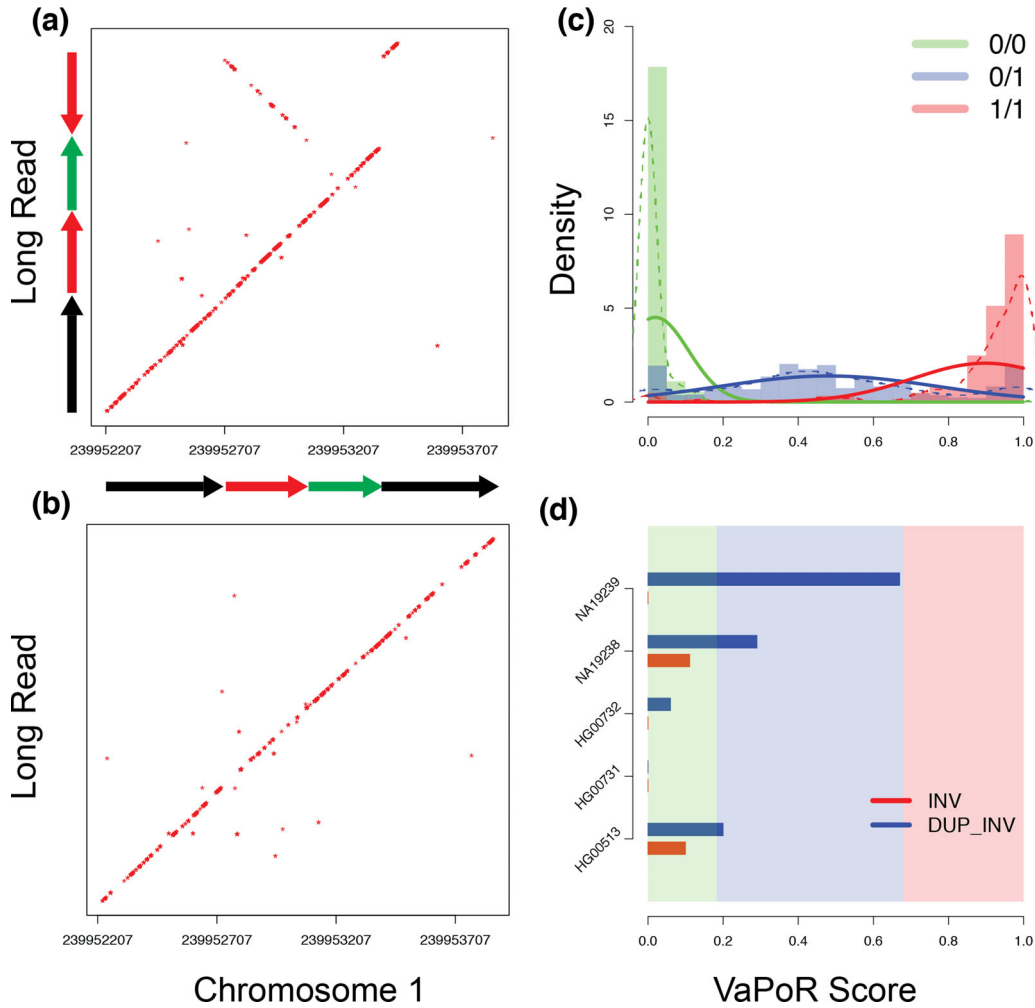 (a)
Long Read
239952207 239952707 239953207 239953707
(b)
Long Read
239952207 239952707 239953207 239953707
Chromosome 1
(c)
Density
20
15
10
5
0
0/0
0/1
1/1
0.0 0.2 0.4 0.6 0.8 1.0
(d)
NA19239
NA19238
HG00732
HG00731
HG00513
INV
DUP_INV
0.0 0.2 0.4 0.6 0.8 1.0
VaPoR Score